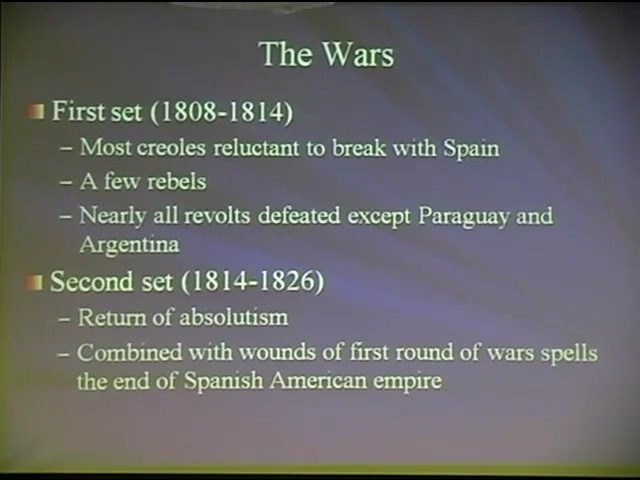 The Wars
First set (1808-1814)
– Most creoles reluctant to break with Spain
– A few rebels
– Nearly all revolts defeated except Paraguay and
Argentina
Second set (1814-1826)
– Return of absolutism
– Combined with wounds of first round of wars spells
the end of Spanish American empire